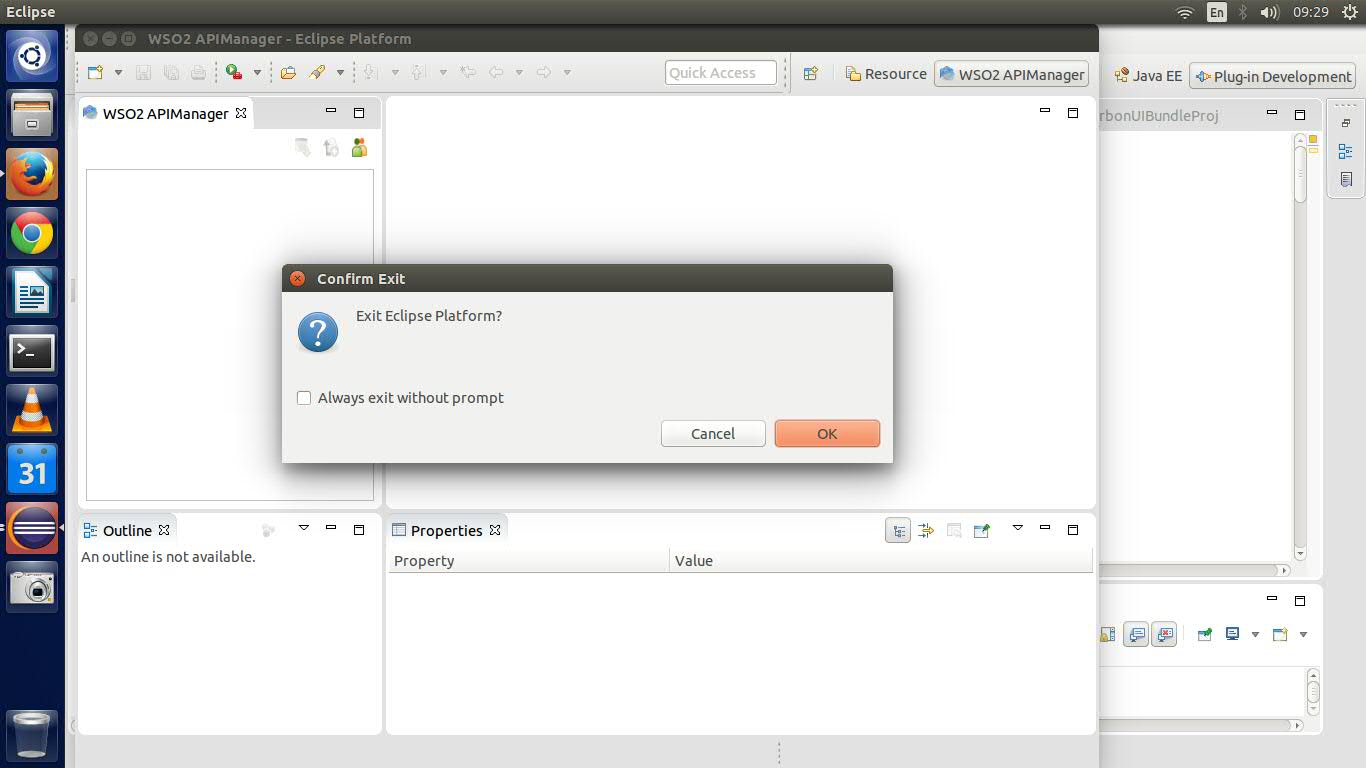 Eclipse
En
09:29
WSO2 APIManager - Eclipse Platform
Quick Access
Resource
WSO2 APIManager
Java EE
Plug-in Development
WSO2 APIManager
rbonUIBundleProj
Confirm Exit
Exit Eclipse Platform?
Always exit without prompt
Cancel
OK
31
Outline
An outline is not available.
Properties
Property
Value